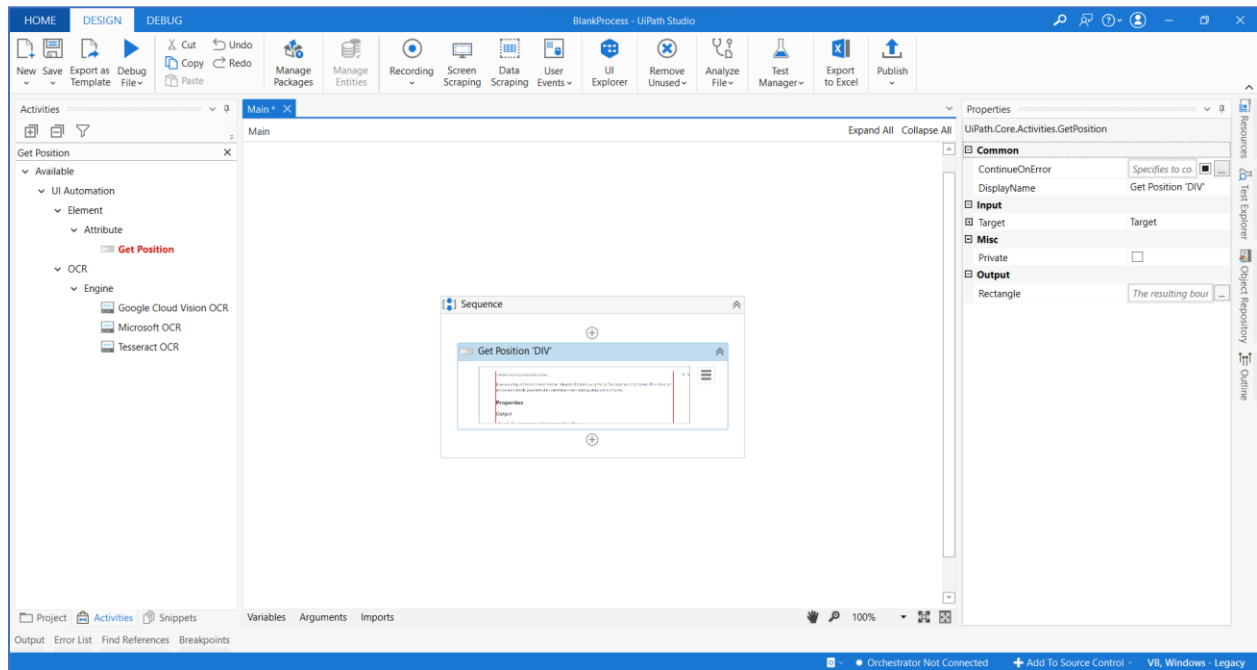 HOME DESIGN DEBUG BlankProcess - UiPath Studio
New Save Export as Template Debug File Cut Copy Paste Undo Redo Manage Packages Manage Entities Recording Screen Scraping Data Scraping User Events UI Explorer Remove Unused Analyze File Test Manager Export to Excel Publish
Activities
Get Position
Available
UI Automation
Element
Attribute
Get Position
OCR
Engine
Google Cloud Vision OCR
Microsoft OCR
Tesseract OCR
Project Activities Snippets
Main *
Main Expand All Collapse All
Sequence
Get Position 'DIV'
Properties
Output
Variables Arguments Imports 100%
Properties
UiPath.Core.Activities.GetPosition
Common
ContinueOnError Specifies to co. ...
DisplayName Get Position 'DIV'
Input
Target Target
Misc
Private
Output
Rectangle The resulting bour ...
Resources
Test Explorer
Object Repository
Outline
Output Error List Find References Breakpoints
Orchestrator Not Connected Add To Source Control VB, Windows - Legacy